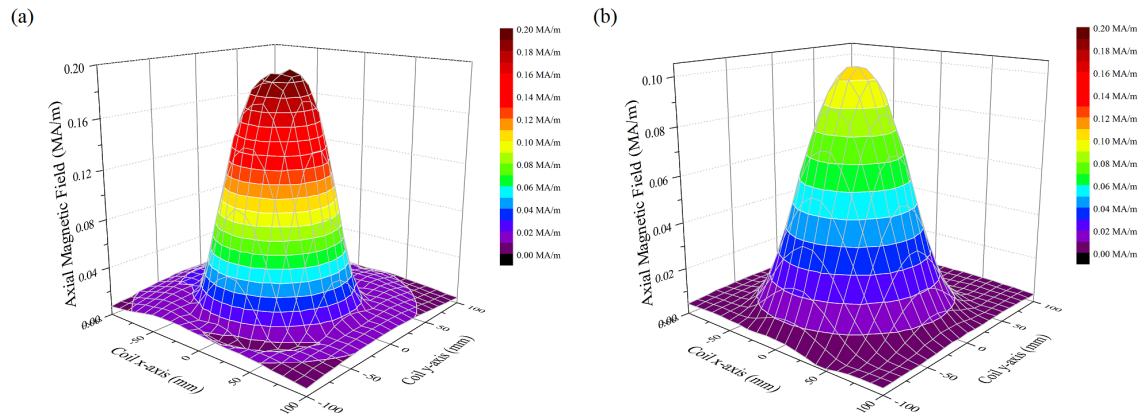 (a)
0.20
0.16
0.12
0.08
0.04
0.00
Axial Magnetic Field (MA/m)
-50
0
50
100
Coil x-axis (mm)
-100
-50
0
50
100
Coil y-axis (mm)
0.20 MA/m
0.18 MA/m
0.16 MA/m
0.14 MA/m
0.12 MA/m
0.10 MA/m
0.08 MA/m
0.06 MA/m
0.04 MA/m
0.02 MA/m
0.00 MA/m
(b)
0.10
0.08
0.06
0.04
0.02
0.00
Axial Magnetic Field (MA/m)
-50
0
50
100
Coil x-axis (mm)
-100
-50
0
50
100
Coil y-axis (mm)
0.20 MA/m
0.18 MA/m
0.16 MA/m
0.14 MA/m
0.12 MA/m
0.10 MA/m
0.08 MA/m
0.06 MA/m
0.04 MA/m
0.02 MA/m
0.00 MA/m